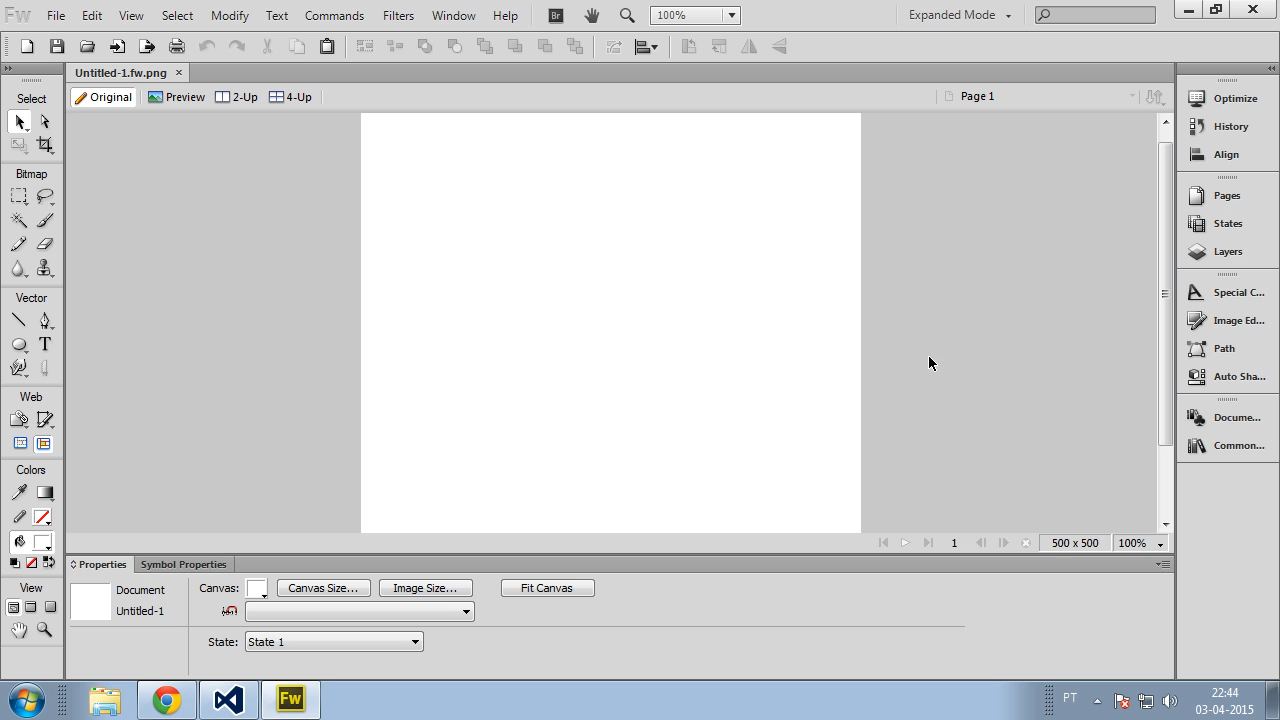 Fw File Edit View Select Modify Text Commands Filters Window Help Br 100% Expanded Mode
Untitled-1.fw.png
Original Preview 2-Up 4-Up Page 1
Select
Bitmap
Vector
T
Web
Colors
View
Optimize
History
Align
Pages
States
Layers
Special C...
Image Ed...
Path
Auto Sha...
Docume...
Common...
1 500 x 500 100%
Properties Symbol Properties
Document Canvas: Canvas Size... Image Size... Fit Canvas
Untitled-1
State: State 1
Fw PT 22:44
03-04-2015